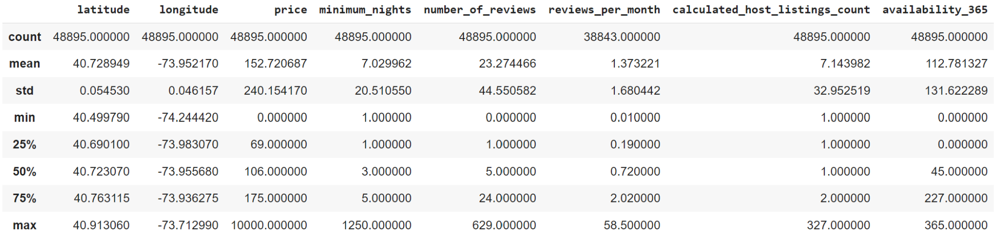 latitude longitude price minimum_nights number_of_reviews reviews_per_month calculated_host_listings_count availability_365
count 48895.000000 48895.000000 48895.000000 48895.000000 48895.000000 38843.000000 48895.000000 48895.000000
mean 40.728949 -73.952170 152.720687 7.029962 23.274466 1.373221 7.143982 112.781327
std 0.054530 0.046157 240.154170 20.510550 44.550582 1.680442 32.952519 131.622289
min 40.499790 -74.244420 0.000000 1.000000 0.000000 0.010000 1.000000 0.000000
25% 40.690100 -73.983070 69.000000 1.000000 1.000000 0.190000 1.000000 0.000000
50% 40.723070 -73.955680 106.000000 3.000000 5.000000 0.720000 1.000000 45.000000
75% 40.763115 -73.936275 175.000000 5.000000 24.000000 2.020000 2.000000 227.000000
max 40.913060 -73.712990 10000.000000 1250.000000 629.000000 58.500000 327.000000 365.000000